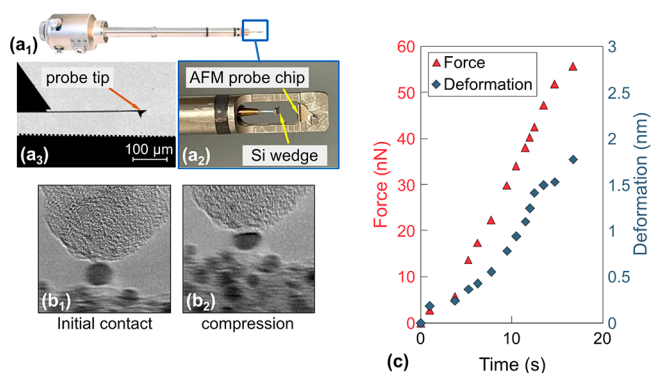 (a1)
probe tip
100 μm
(a3)
AFM probe chip
Si wedge
(a2)
(b1)
Initial contact
(b2)
compression
Force
Deformation
60
50
40
30
20
10
0
Force (nN)
3
2.5
2
1.5
1
0.5
0
Deformation (nm)
0
10
20
Time (s)
(c)